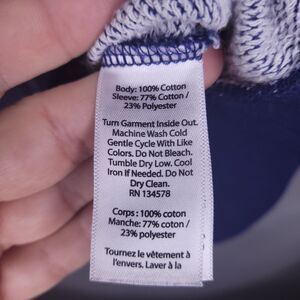 Body: 100% Cotton
Sleeve: 77% Cotton /
23% Polyester
Turn Garment Inside Out.
Machine Wash Cold
Gentle Cycle With Like
Colors. Do Not Bleach.
Tumble Dry Low. Cool
Iron If Needed. Do Not
Dry Clean.
RN 134578
Corps : 100% coton
Manche: 77% coton /
23% polyester
Tournez le vêtement à
l'envers. Laver à la